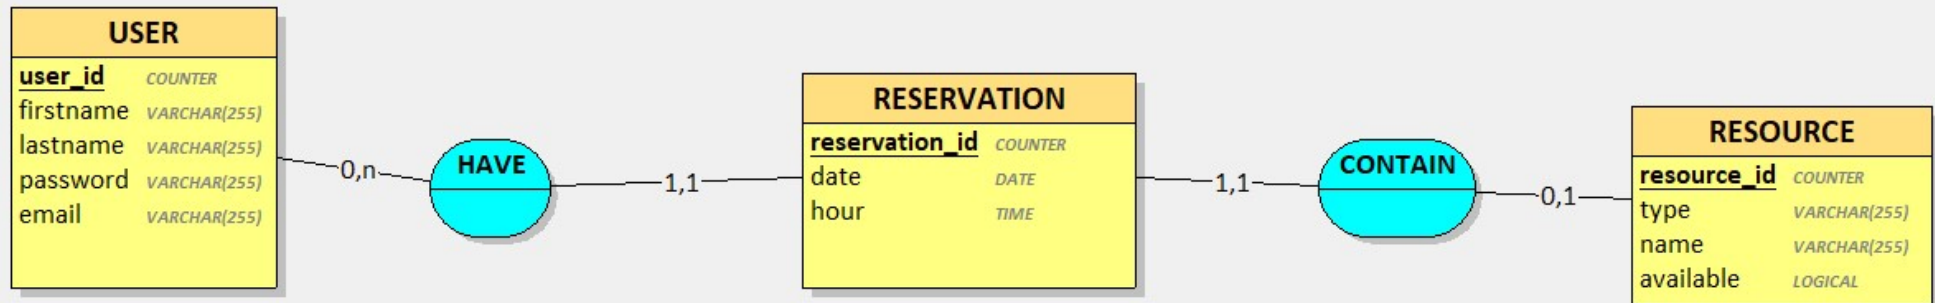 USER
user_id COUNTER
firstname VARCHAR(255)
lastname VARCHAR(255)
password VARCHAR(255)
email VARCHAR(255)
0,n
HAVE
1,1
RESERVATION
reservation_id COUNTER
date DATE
hour TIME
1,1
CONTAIN
0,1
RESOURCE
resource_id COUNTER
type VARCHAR(255)
name VARCHAR(255)
available LOGICAL